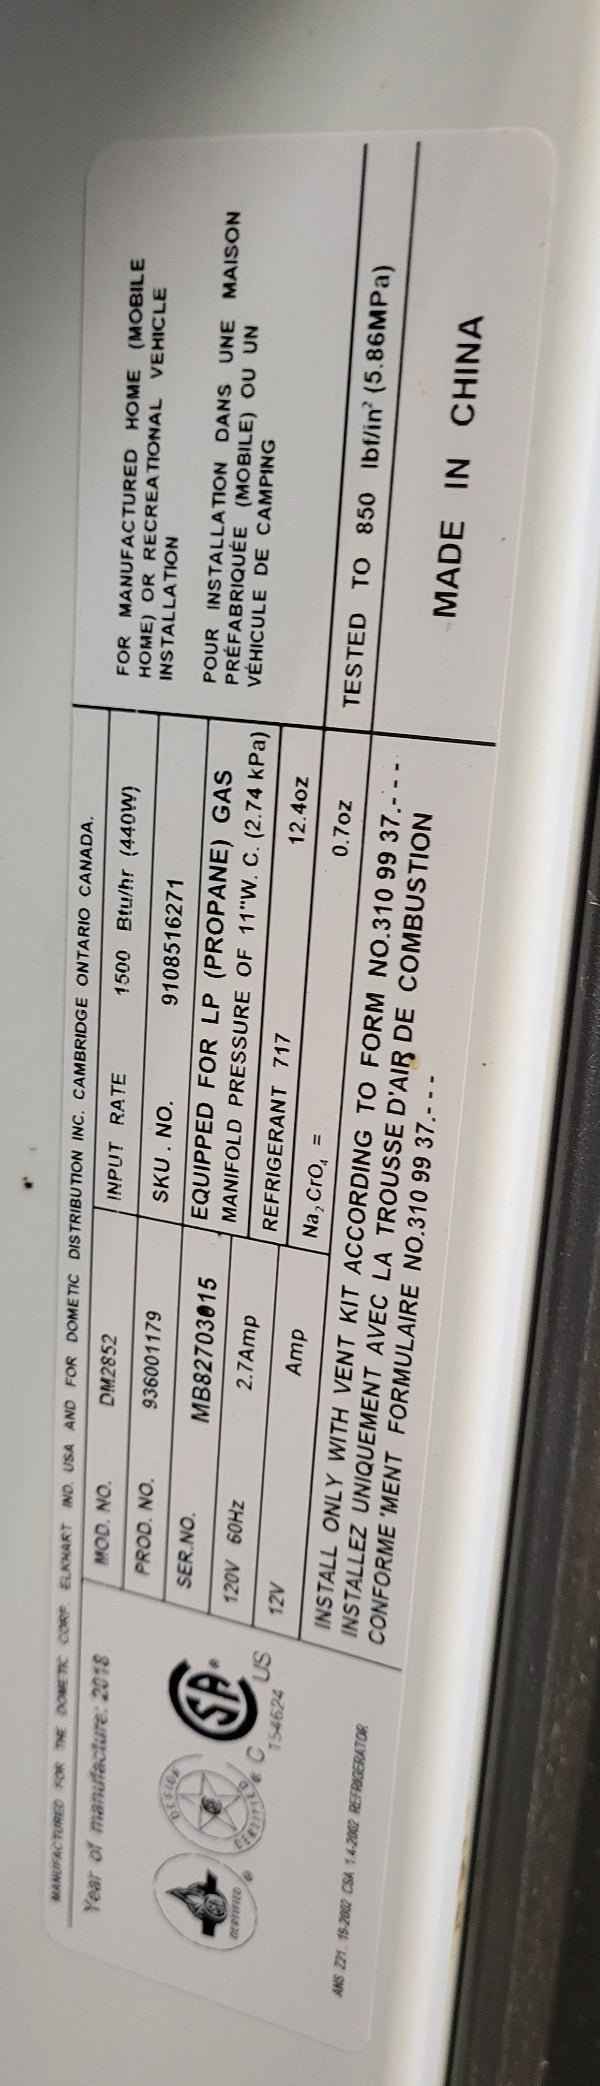 MANUFACTURED FOR THE DOMETIC CORP. ELKHART IND. USA AND FOR DOMETIC DISTRIBUTION INC. CAMBRIDGE ONTARIO CANADA.
Year of manufacture: 2018
CERTIFIED
DESIGN
CERTIFIED
SA
C US
154624
ANS Z21. 19-2002 CSA 1.4-2002 REFRIGERATOR
MOD. NO. DM2852
PROD. NO. 936001179
SER.NO. MB82703015
120V 60Hz 2.7Amp
12V Amp
INPUT RATE 1500 Btu/hr (440W)
SKU . NO. 9108516271
EQUIPPED FOR LP (PROPANE) GAS
MANIFOLD PRESSURE OF 11"W. C. (2.74 kPa)
REFRIGERANT 717 12.4oz
Na₂CrO₄ = 0.7oz
INSTALL ONLY WITH VENT KIT ACCORDING TO FORM NO.310 99 37.---
INSTALLEZ UNIQUEMENT AVEC LA TROUSSE D'AIR DE COMBUSTION
CONFORME 'MENT FORMULAIRE NO.310 99 37.---
FOR MANUFACTURED HOME (MOBILE
HOME) OR RECREATIONAL VEHICLE
INSTALLATION
POUR INSTALLATION DANS UNE MAISON
PRÉFABRIQUÉE (MOBILE) OU UN
VÉHICULE DE CAMPING
TESTED TO 850 lbf/in² (5.86MPa)
MADE IN CHINA